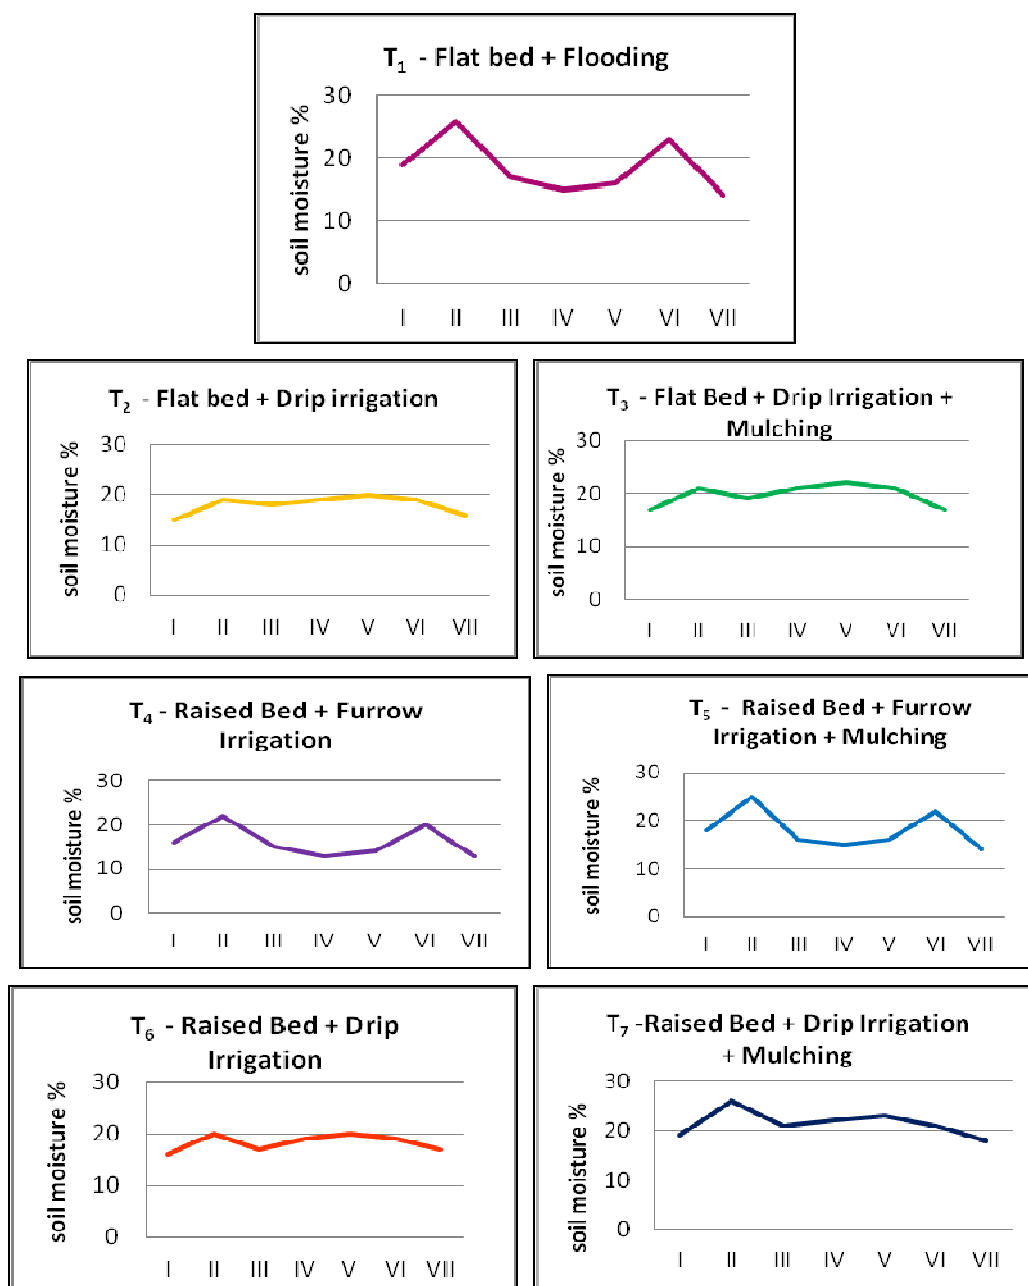 T1 - Flat bed + Flooding
soil moisture %
30
20
10
0
I II III IV V VI VII
T2 - Flat bed + Drip irrigation
soil moisture %
30
20
10
0
I II III IV V VI VII
T3 - Flat Bed + Drip Irrigation +
Mulching
soil moisture %
30
20
10
0
I II III IV V VI VII
T4 - Raised Bed + Furrow
Irrigation
soil moisture %
30
20
10
0
I II III IV V VI VII
T5 - Raised Bed + Furrow
Irrigation + Mulching
soil moisture %
30
20
10
0
I II III IV V VI VII
T6 - Raised Bed + Drip
Irrigation
soil moisture %
30
20
10
0
I II III IV V VI VII
T7 -Raised Bed + Drip Irrigation
+ Mulching
soil moisture %
30
20
10
0
I II III IV V VI VII